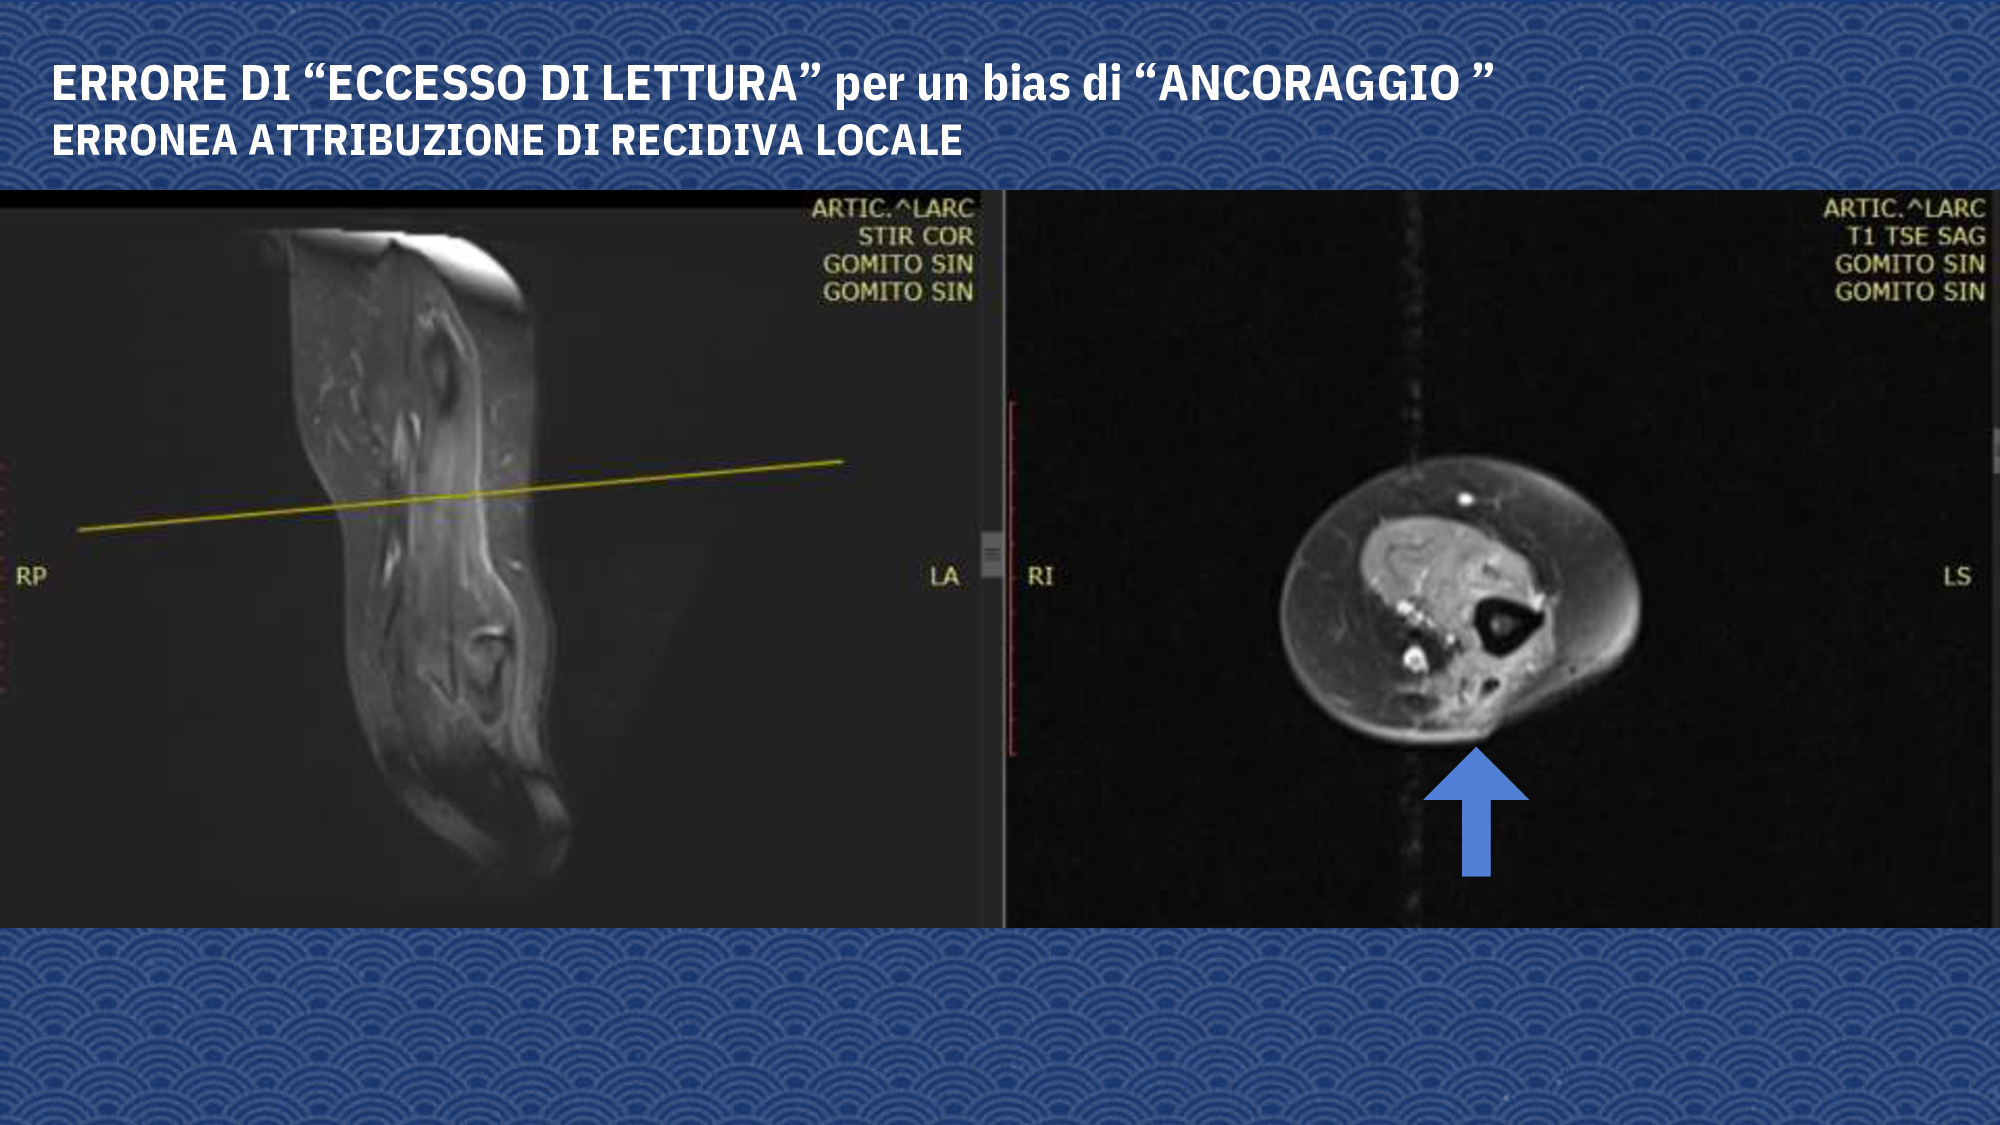 ERRORE DI “ECCESSO DI LETTURA” per un bias di “ANCORAGGIO ”
ERRONEA ATTRIBUZIONE DI RECIDIVA LOCALE
ARTIC.^LARC
STIR COR
GOMITO SIN
GOMITO SIN
RP
LA
ARTIC.^LARC
T1 TSE SAG
GOMITO SIN
GOMITO SIN
RI
LS